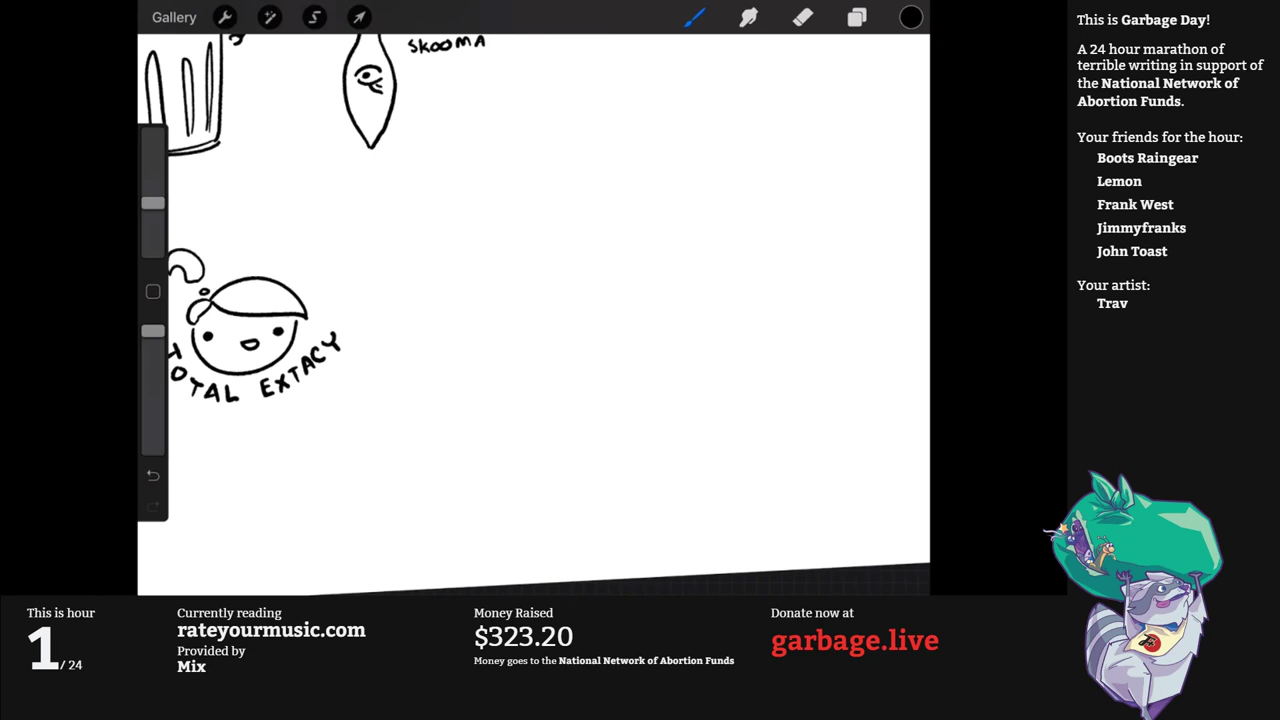 Gallery
SKOOMA
TOTAL EXTACY
This is Garbage Day!
A 24 hour marathon of
terrible writing in support of
the National Network of
Abortion Funds.
Your friends for the hour:
Boots Raingear
Lemon
Frank West
Jimmyfranks
John Toast
Your artist:
Trav
This is hour
1 / 24
Currently reading
rateyourmusic.com
Provided by
Mix
Money Raised
$323.20
Money goes to the National Network of Abortion Funds
Donate now at
garbage.live